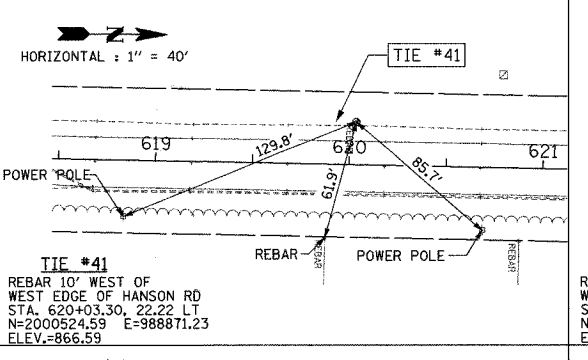 N
HORIZONTAL : 1" = 40'
TIE #41
619
129.8'
620
85.7'
621
61.9'
POWER POLE
REBAR
REBAR
POWER POLE
REBAR
TIE #41
REBAR 10' WEST OF
WEST EDGE OF HANSON RD
STA. 620+03.30, 22.22 LT
N=2000524.59 E=988871.23
ELEV.=866.59
R
W
S
N
E